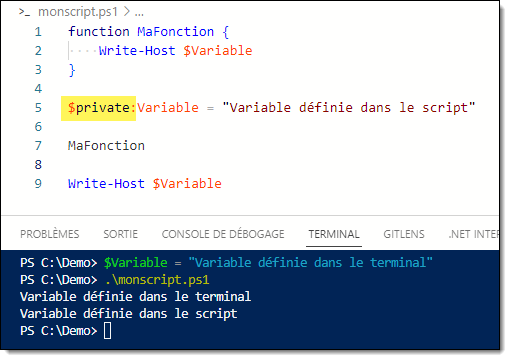 monscript.ps1 > ...
1 function MaFonction {
2 ····Write-Host $Variable
3 }
4
5 $private:Variable = "Variable définie dans le script"
6
7 MaFonction
8
9 Write-Host $Variable
PROBLÈMES SORTIE CONSOLE DE DÉBOGAGE TERMINAL GITLENS .NET INTER
PS C:\Demo> $Variable = "Variable définie dans le terminal"
PS C:\Demo> .\monscript.ps1
Variable définie dans le terminal
Variable définie dans le script
PS C:\Demo>